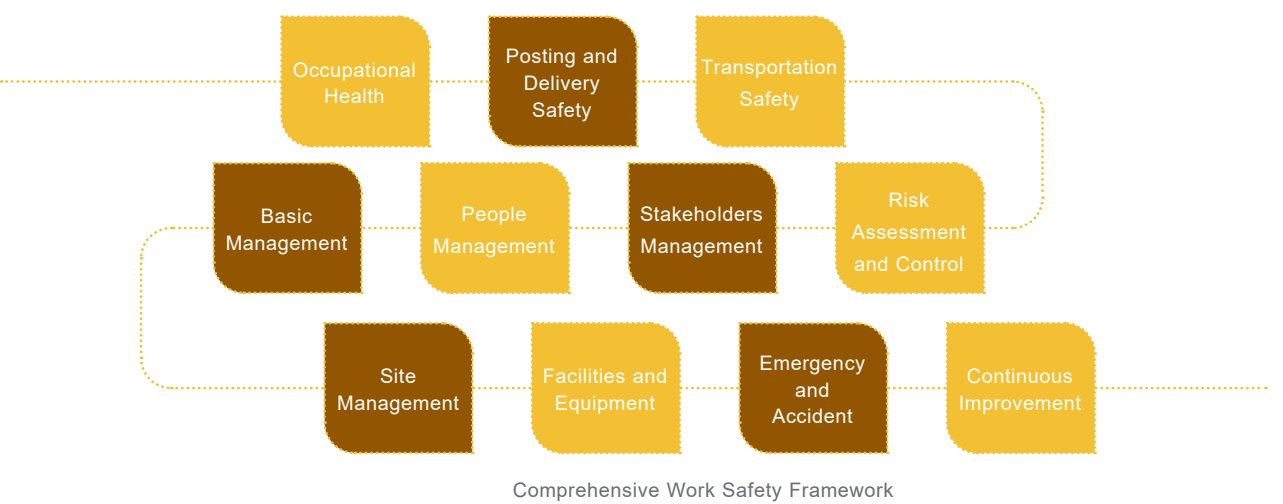 Occupational
Health
Posting and
Delivery
Safety
Transportation
Safety
Basic
Management
People
Management
Stakeholders
Management
Risk
Assessment
and Control
Site
Management
Facilities and
Equipment
Emergency
and
Accident
Continuous
Improvement
Comprehensive Work Safety Framework